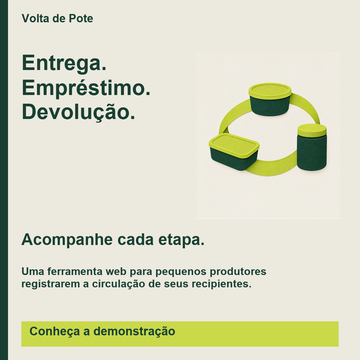 Volta de Pote
Entrega.
Empréstimo.
Devolução.
Acompanhe cada etapa.
Uma ferramenta web para pequenos produtores
registrarem a circulação de seus recipientes.
Conheça a demonstração